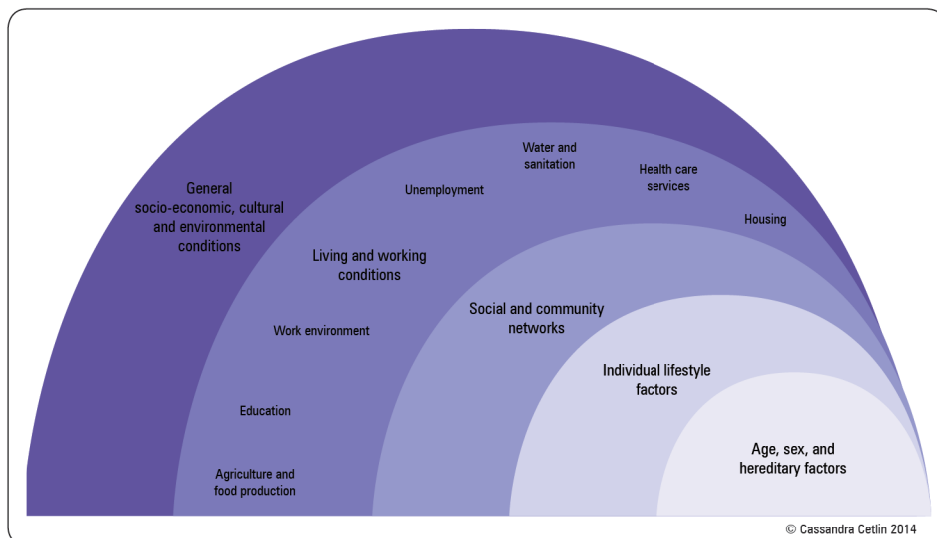 General
socio-economic, cultural
and environmental
conditions
Living and working
conditions
Agriculture and
food production
Education
Work environment
Unemployment
Water and
sanitation
Health care
services
Housing
Social and community
networks
Individual lifestyle
factors
Age, sex, and
hereditary factors
© Cassandra Cetlin 2014